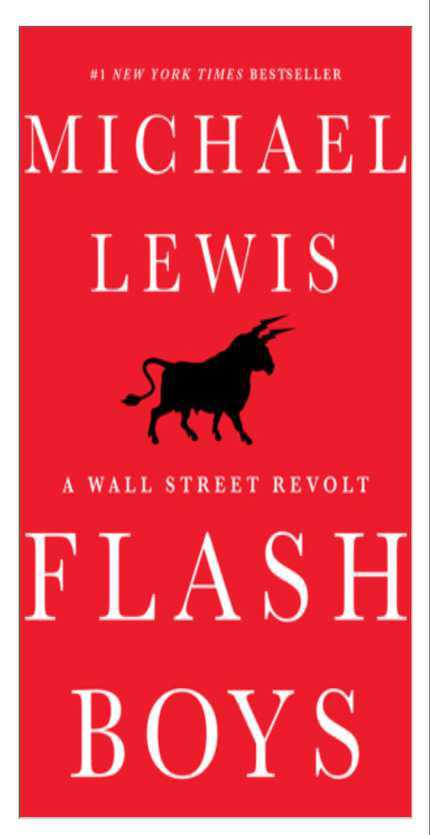 #1 NEW YORK TIMES BESTSELLER
MICHAEL
LEWIS
A WALL STREET REVOLT
FLASH
BOYS